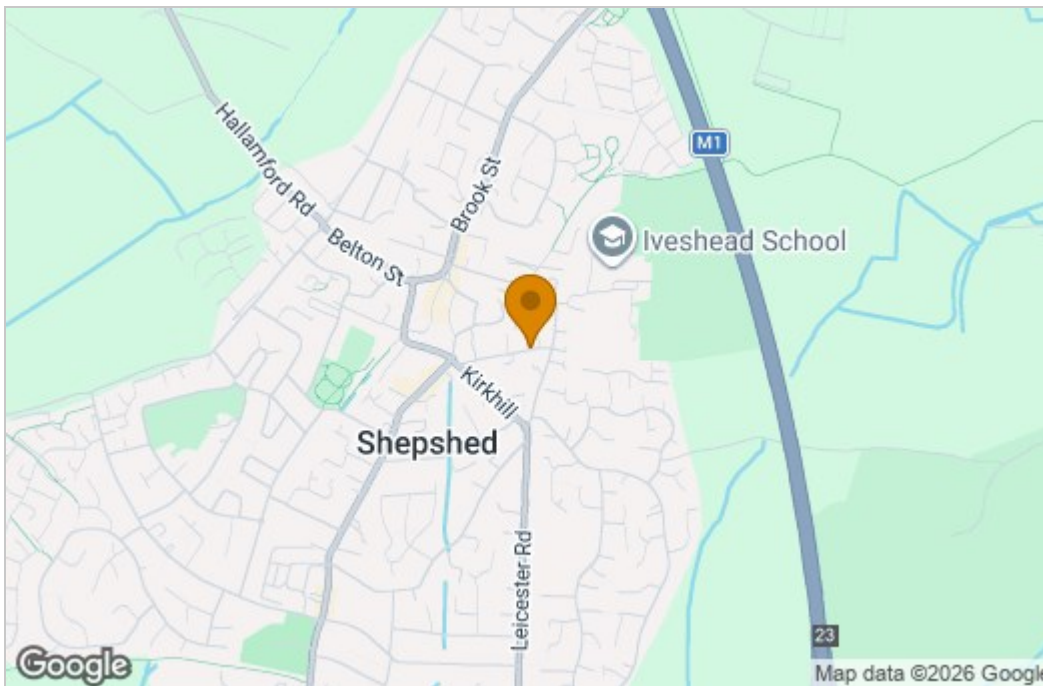 Hallamford Rd
Brook St
Belton St
M1
Iveshead School
Kirkhill
Shepshed
Leicester Rd
23
Google
Map data ©2026 Google